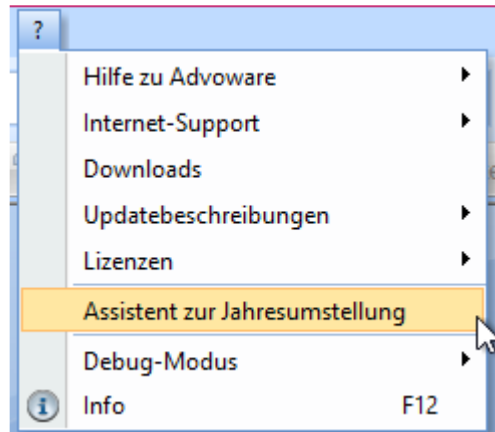 ?
Hilfe zu Advoware
Internet-Support
Downloads
Updatebeschreibungen
Lizenzen
Assistent zur Jahresumstellung
Debug-Modus
Info F12